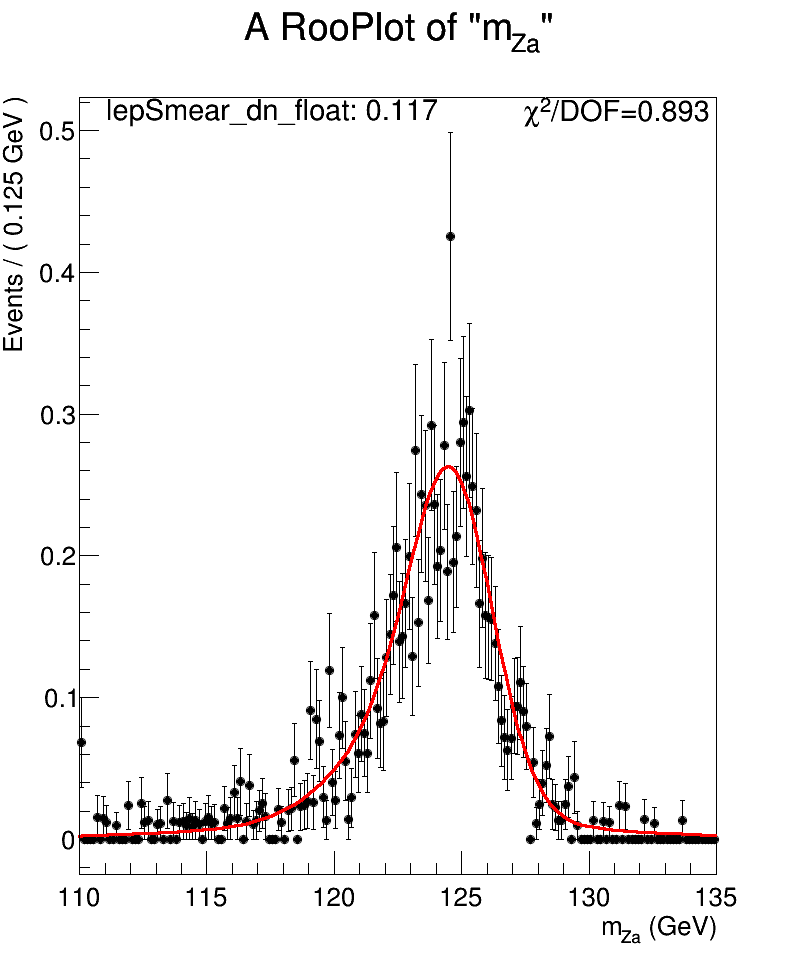 A RooPlot of "m_Za"
lepSmear_dn_float: 0.117
χ²/DOF=0.893
Events / ( 0.125 GeV )
0.5
0.4
0.3
0.2
0.1
0
110 115 120 125 130 135
m_Za (GeV)